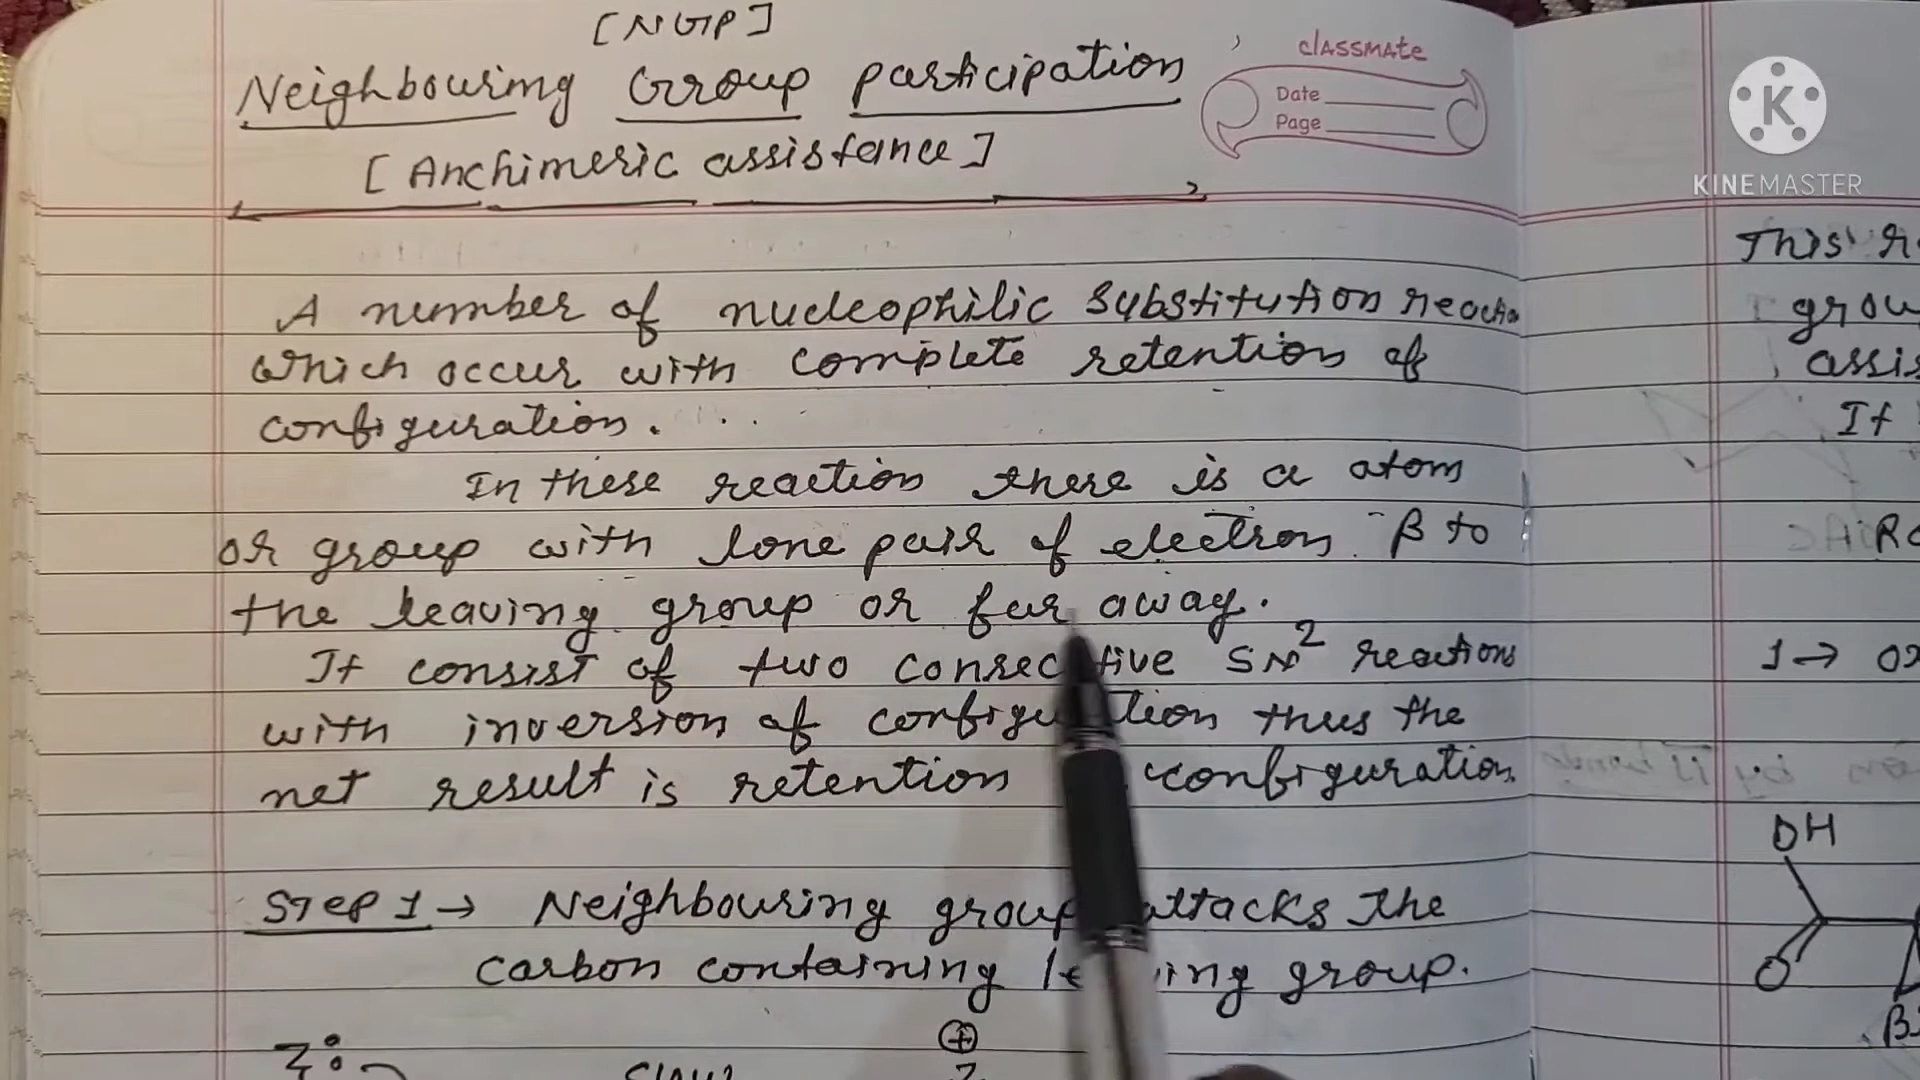 [NGP]
Neighbouring Group participation
[Anchimeric assistance]
classmate
Date
Page
KINEMASTER
A number of nucleophilic substitution reactio
which occur with complete retention of
configuration.
In these reaction there is a atom
or group with lone pair of electron β to
the leaving group or far away.
It consist of two consecutive SN² reactions
with inversion of configuration thus the
net result is retention configuration.
Step 1 → Neighbouring group attacks the
carbon containing leaving group.
Z:
slow
⊕
Z
This
grou
assis
It
1 →
OH
O